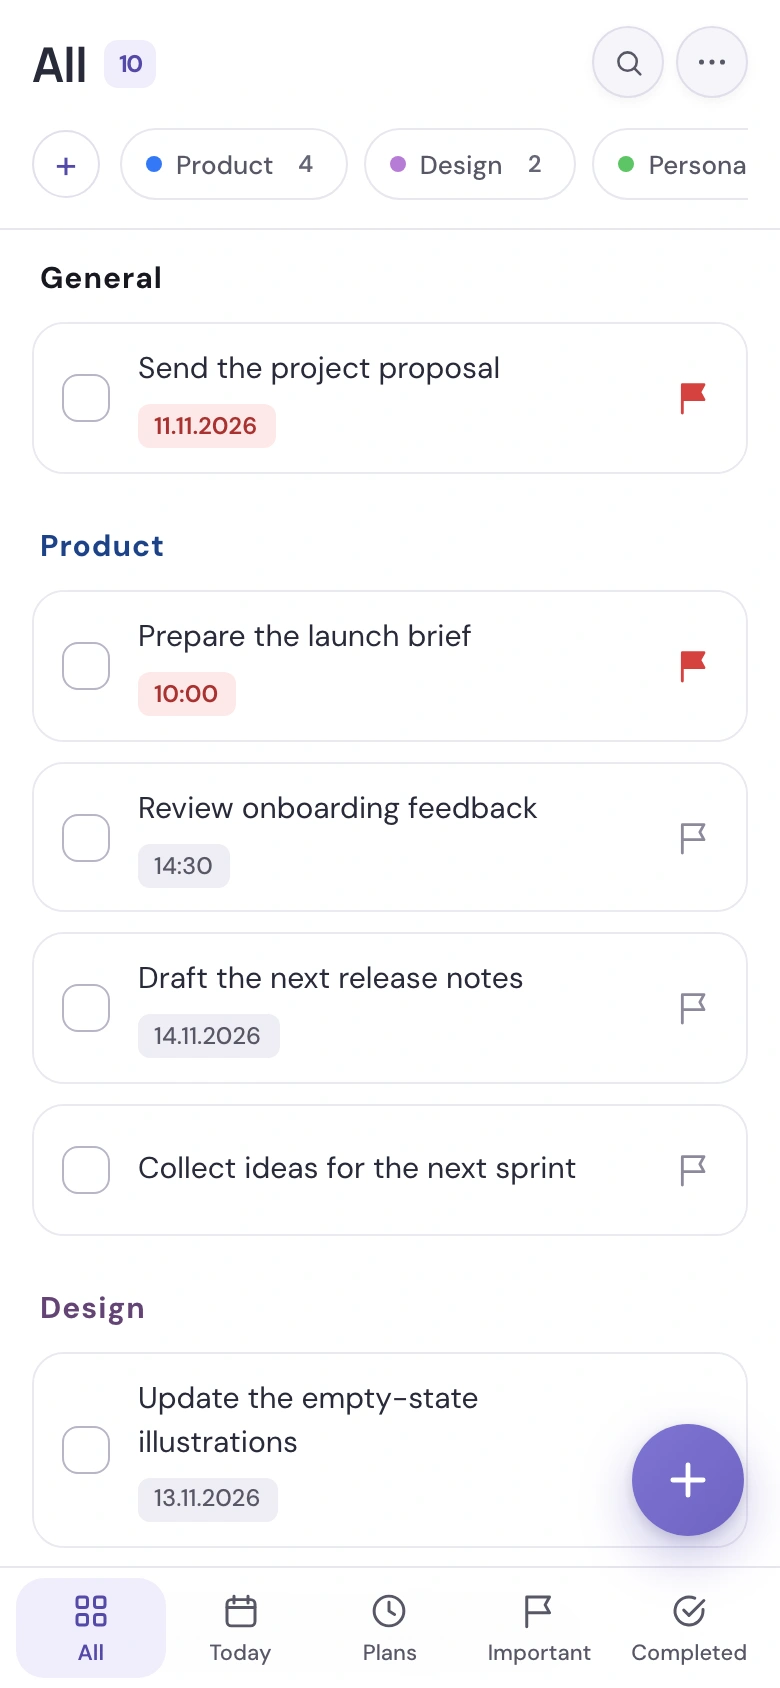 All 10
Product 4 Design 2 Persona
General
Send the project proposal
11.11.2026
Product
Prepare the launch brief
10:00
Review onboarding feedback
14:30
Draft the next release notes
14.11.2026
Collect ideas for the next sprint
Design
Update the empty-state
illustrations
13.11.2026
All Today Plans Important Completed